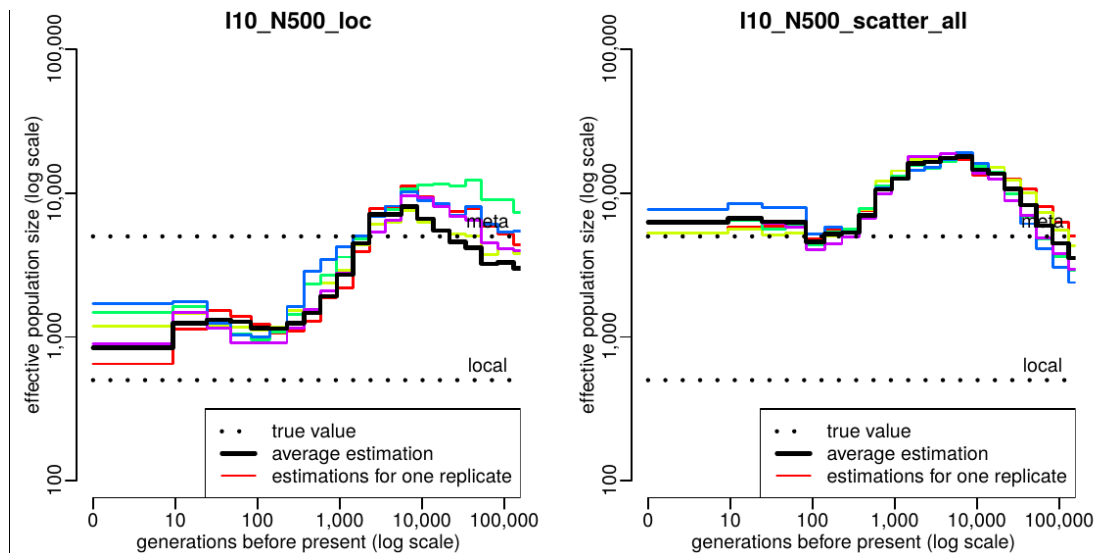 I10_N500_loc
effective population size (log scale)
100,000
10,000
1,000
100
meta
local
true value
average estimation
estimations for one replicate
0 10 100 1,000 10,000 100,000
generations before present (log scale)
I10_N500_scatter_all
effective population size (log scale)
100,000
10,000
1,000
100
meta
local
true value
average estimation
estimations for one replicate
0 10 100 1,000 10,000 100,000
generations before present (log scale)